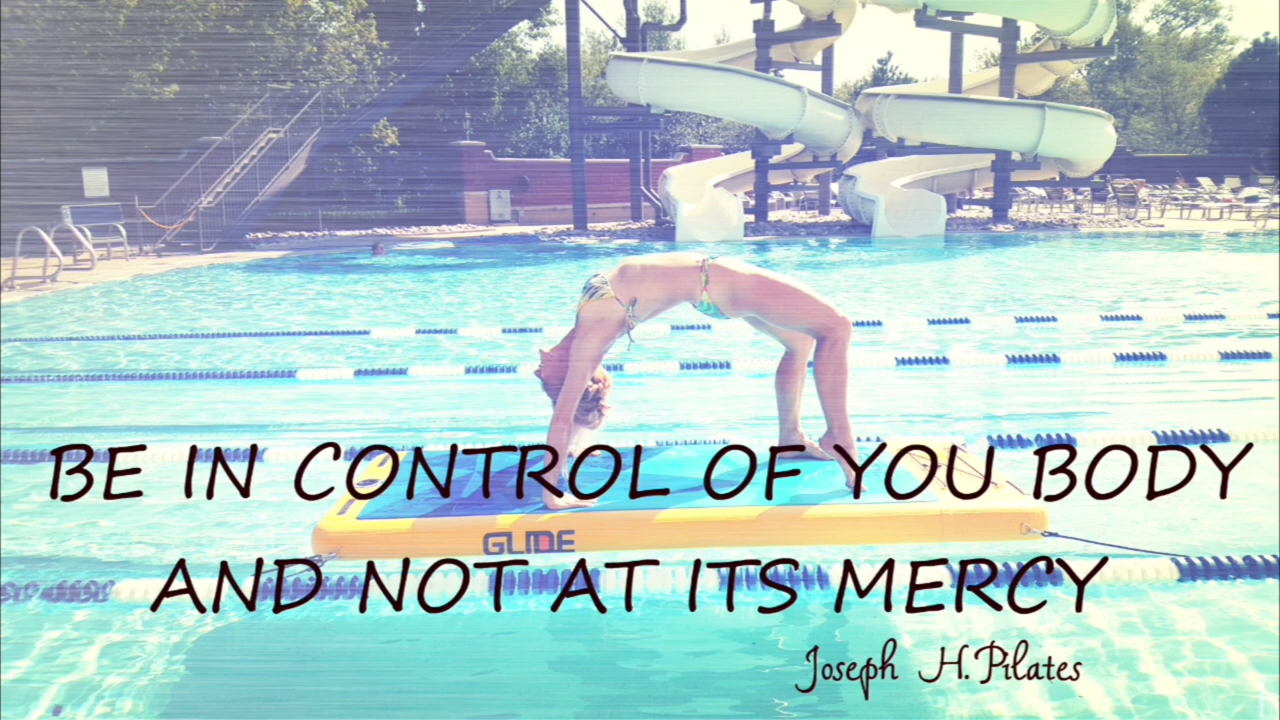 GLIDE
BE IN CONTROL OF YOU BODY
AND NOT AT ITS MERCY
Joseph H.Pilates